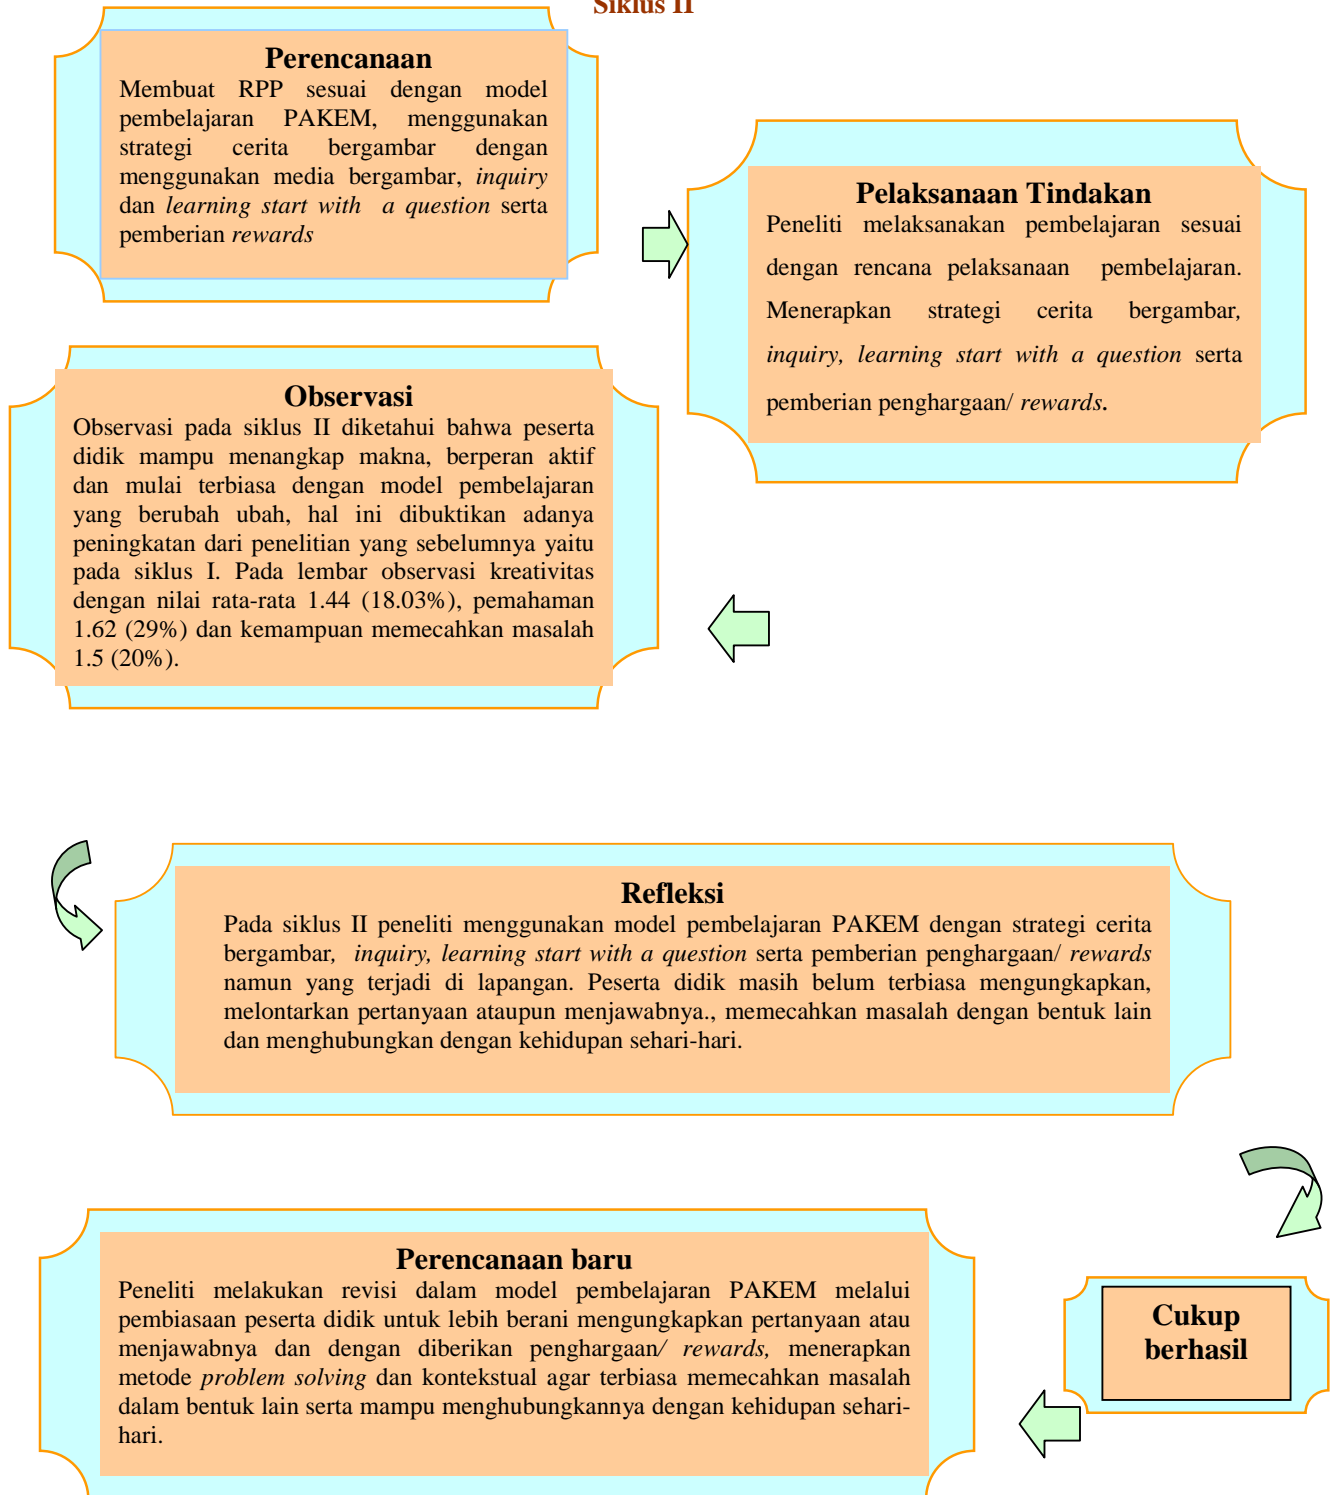 Siklus II
Perencanaan
Membuat RPP sesuai dengan model
pembelajaran PAKEM, menggunakan
strategi cerita bergambar dengan
menggunakan media bergambar, inquiry
dan learning start with a question serta
pemberian rewards
Pelaksanaan Tindakan
Peneliti melaksanakan pembelajaran sesuai
dengan rencana pelaksanaan pembelajaran.
Menerapkan strategi cerita bergambar,
inquiry, learning start with a question serta
pemberian penghargaan/ rewards.
Observasi
Observasi pada siklus II diketahui bahwa peserta
didik mampu menangkap makna, berperan aktif
dan mulai terbiasa dengan model pembelajaran
yang berubah ubah, hal ini dibuktikan adanya
peningkatan dari penelitian yang sebelumnya yaitu
pada siklus I. Pada lembar observasi kreativitas
dengan nilai rata-rata 1.44 (18.03%), pemahaman
1.62 (29%) dan kemampuan memecahkan masalah
1.5 (20%).
Refleksi
Pada siklus II peneliti menggunakan model pembelajaran PAKEM dengan strategi cerita
bergambar, inquiry, learning start with a question serta pemberian penghargaan/ rewards
namun yang terjadi di lapangan. Peserta didik masih belum terbiasa mengungkapkan,
melontarkan pertanyaan ataupun menjawabnya., memecahkan masalah dengan bentuk lain
dan menghubungkan dengan kehidupan sehari-hari.
Cukup
berhasil
Perencanaan baru
Peneliti melakukan revisi dalam model pembelajaran PAKEM melalui
pembiasaan peserta didik untuk lebih berani mengungkapkan pertanyaan atau
menjawabnya dan dengan diberikan penghargaan/ rewards, menerapkan
metode problem solving dan kontekstual agar terbiasa memecahkan masalah
dalam bentuk lain serta mampu menghubungkannya dengan kehidupan sehari-
hari.